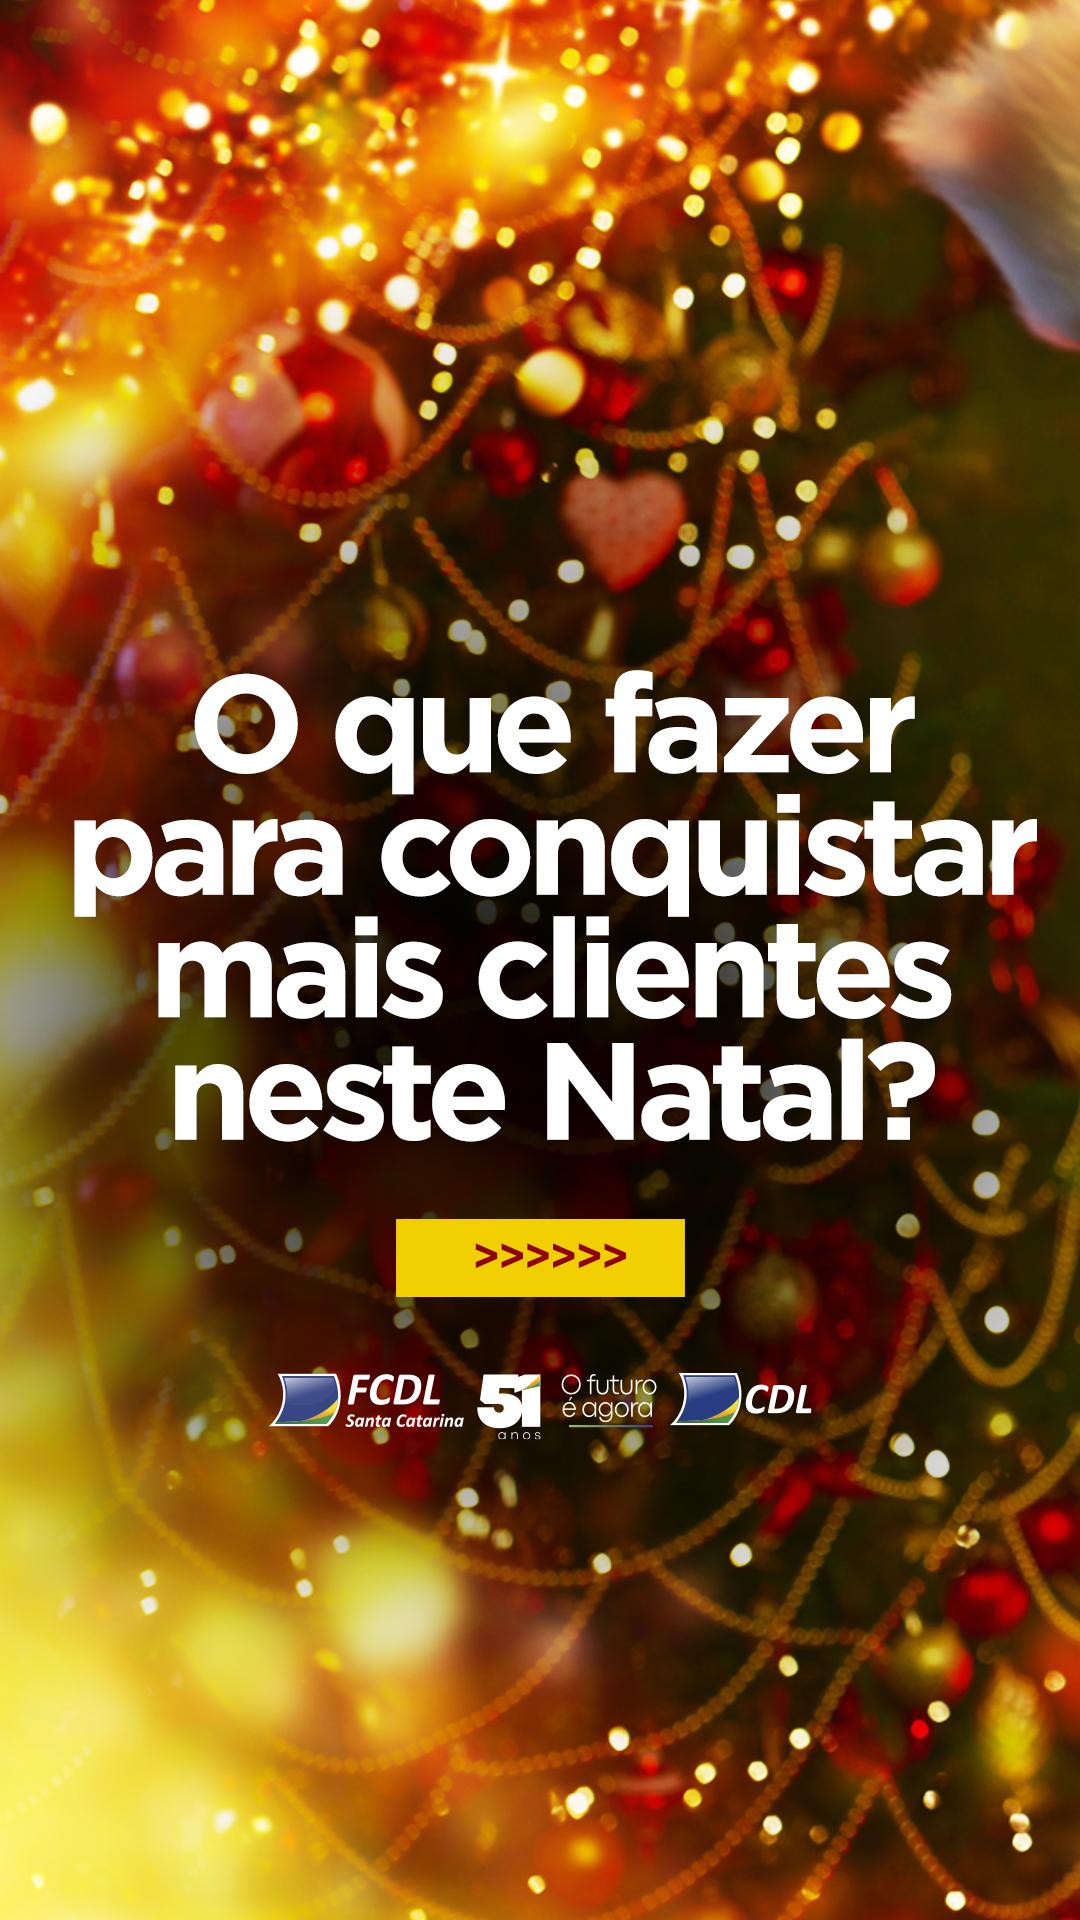 O que fazer
para conquistar
mais clientes
neste Natal?
>>>>>>
FCDL
Santa Catarina
51
anos
O futuro
é agora
CDL